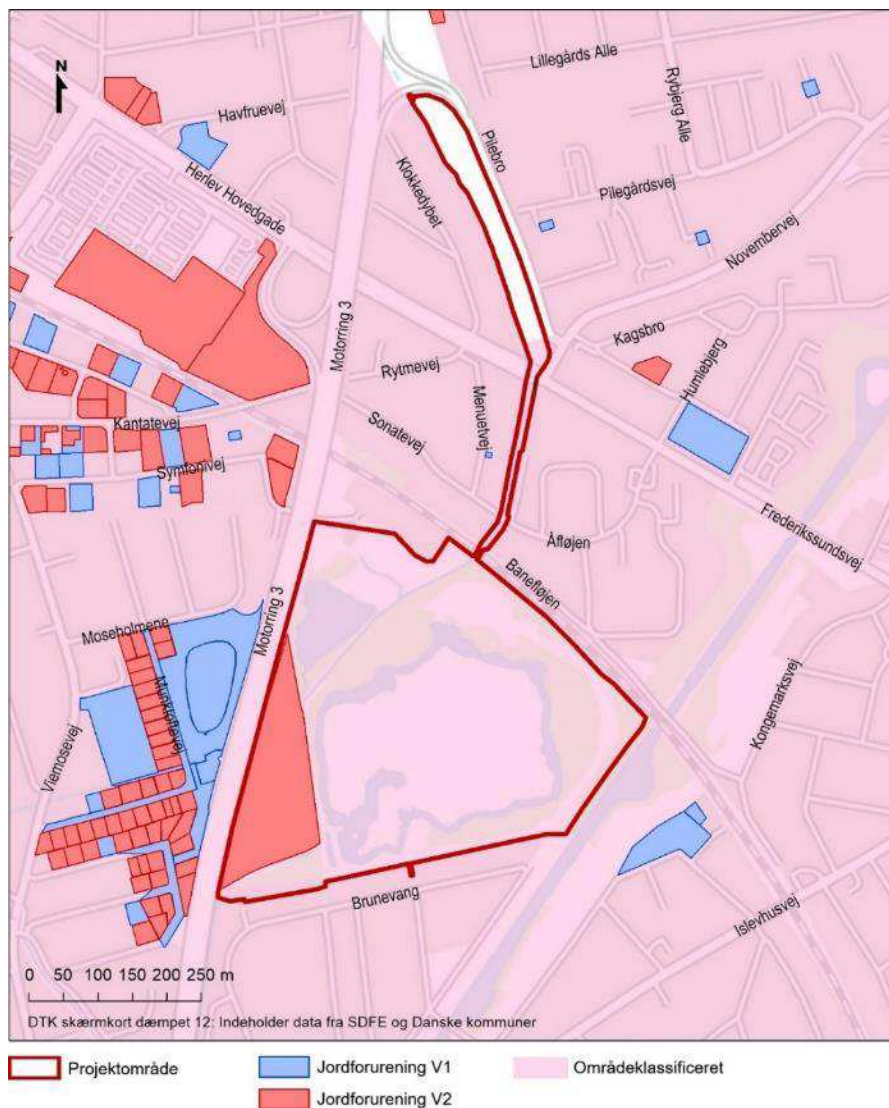 Lillegårds Alle
Rybjerg Alle
N
Havfruevej
Pilebro
Klokkedybet
Pilegårdsvej
Herlev Hovedgade
Novembervej
Motorring 3
Kagsbro
Rytmevej
Humlebjerg
Menuetvej
Kantatevej
Sonatevej
Symfonivej
Frederikssundsvej
Åfløjen
Banefløjen
Motorring 3
Moseholmene
Kongemarksvej
Viemosevej
Brunevang
Islevhusvej
0 50 100 150 200 250 m
DTK skærmkort dæmpet 12: Indeholder data fra SDFE og Danske kommuner
Projektområde
Jordforurening V1
Områdeklassificeret
Jordforurening V2